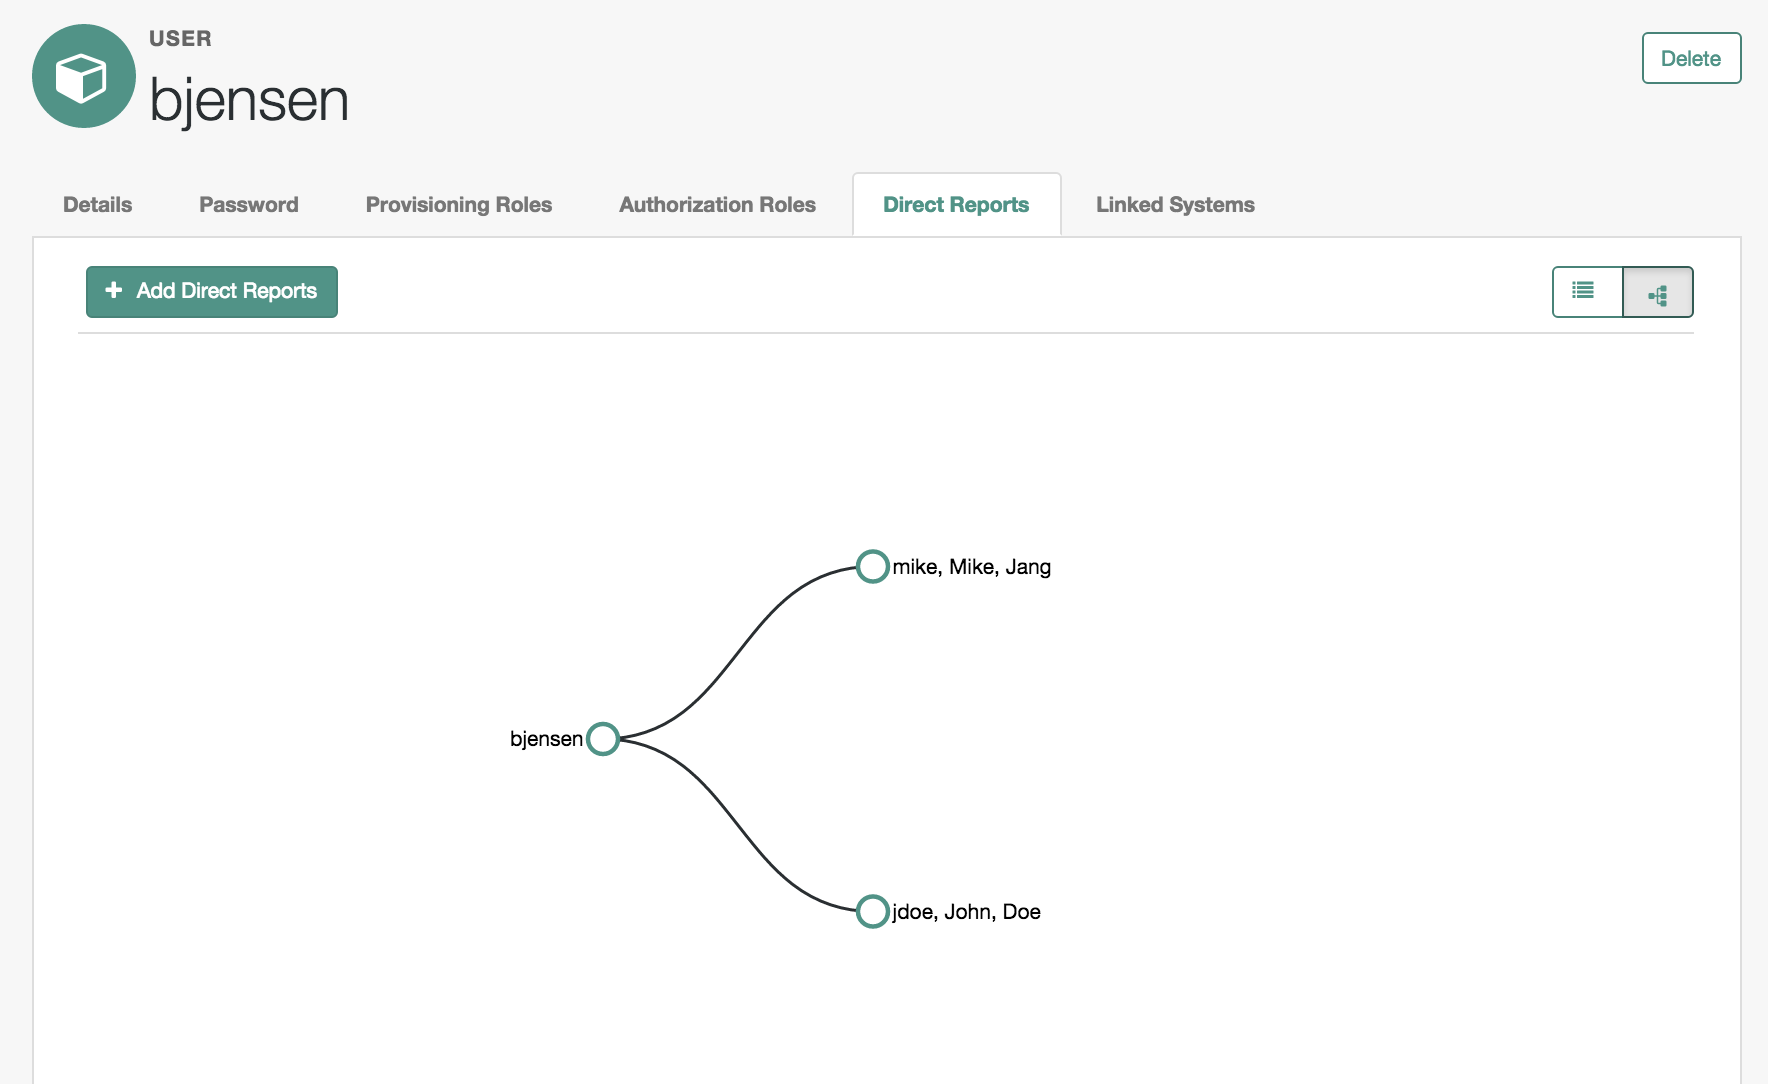 USER
bjensen
Delete
Details Password Provisioning Roles Authorization Roles Direct Reports Linked Systems
+ Add Direct Reports
mike, Mike, Jang
bjensen
jdoe, John, Doe